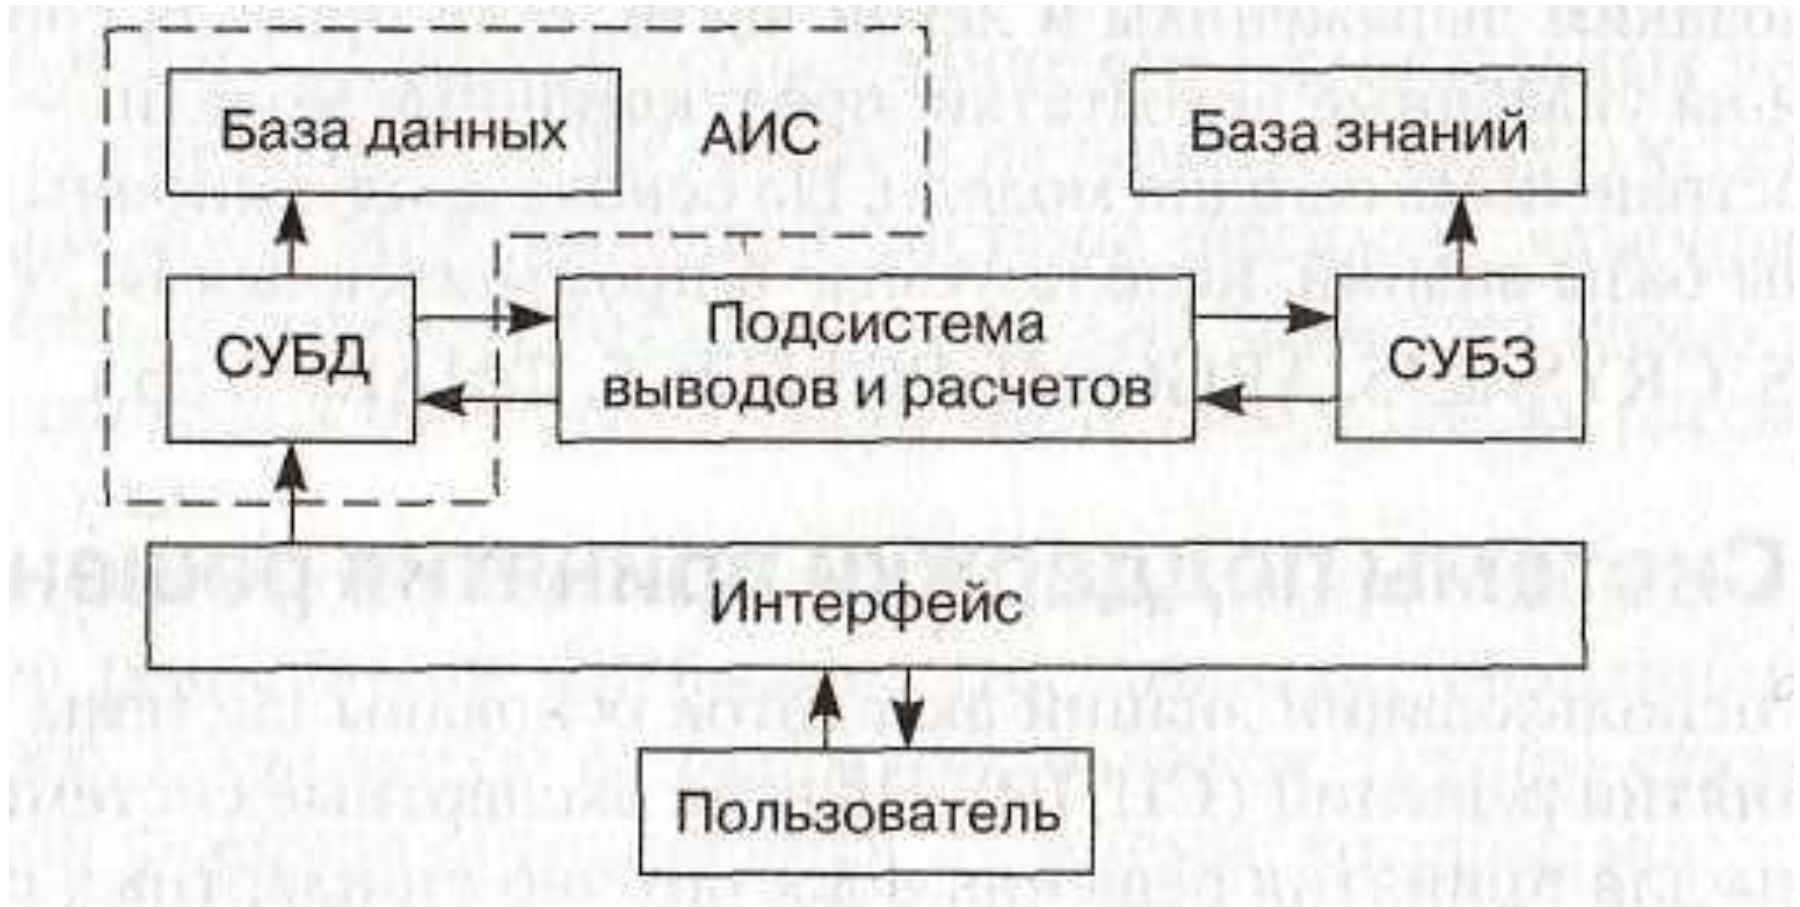 База данных
АИС
База знаний
СУБД
Подсистема
выводов и расчетов
СУБЗ
Интерфейс
Пользователь